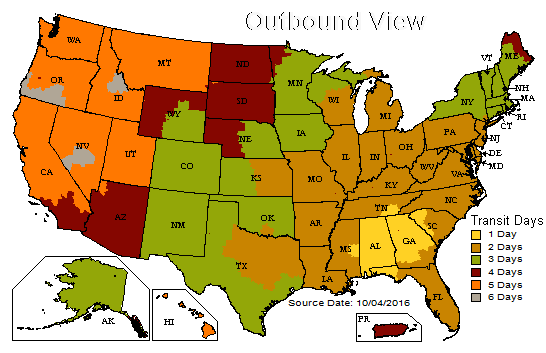 Outbound View
WA
MT
ND
OR
ID
SD
MN
WI
MI
WY
NE
IA
NV
UT
CA
CO
KS
AZ
NM
OK
TX
MO
AR
LA
IL
IN
OH
KY
TN
MS
AL
GA
FL
SC
NC
VA
WV
PA
NY
VT
ME
NH
MA
RI
CT
NJ
DE
MD
AK
HI
PR
Transit Days
1 Day
2 Days
3 Days
4 Days
5 Days
6 Days
Source Date: 10/04/2016